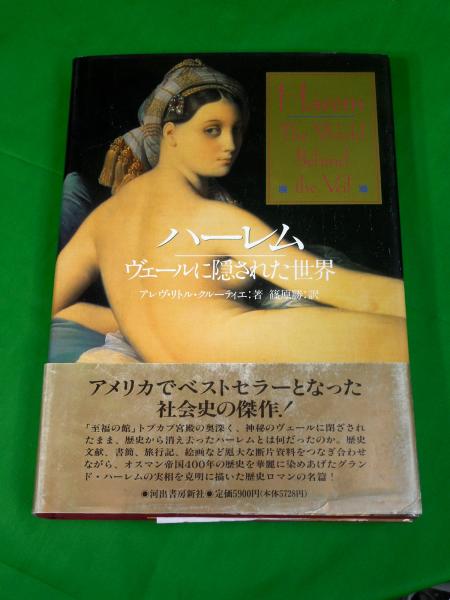 Harem
The World
Behind
the Veil
ハーレム
ヴェールに隠された世界
アレヴ・リトル・クルーティエ:著 篠原勝:訳
アメリカでベストセラーとなった
社会史の傑作!
「至福の館」トプカプ宮殿の奥深く、神秘のヴェールに閉ざされ
たまま、歴史から消え去ったハーレムとは何だったのか。歴史
文献、書簡、旅行記、絵画など厖大な断片資料をつなぎ合わせ
ながら、オスマン帝国400年の歴史を華麗に染めあげたグラン
ド・ハーレムの実相を克明に描いた歴史ロマンの名篇!
●河出書房新社●定価5900円(本体5728円)